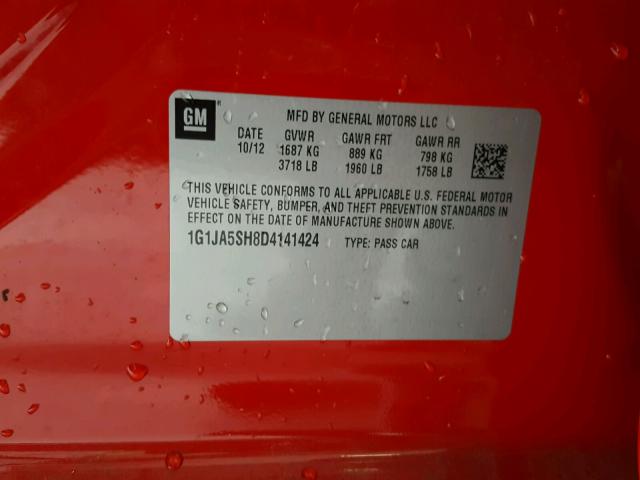 GM ® MFD BY GENERAL MOTORS LLC
DATE GVWR GAWR FRT GAWR RR
10/12 1687 KG 889 KG 798 KG
3718 LB 1960 LB 1758 LB
THIS VEHICLE CONFORMS TO ALL APPLICABLE U.S. FEDERAL MOTOR
VEHICLE SAFETY, BUMPER, AND THEFT PREVENTION STANDARDS IN
EFFECT ON THE DATE OF MANUFACTURE SHOWN ABOVE.
1G1JA5SH8D4141424 TYPE: PASS CAR